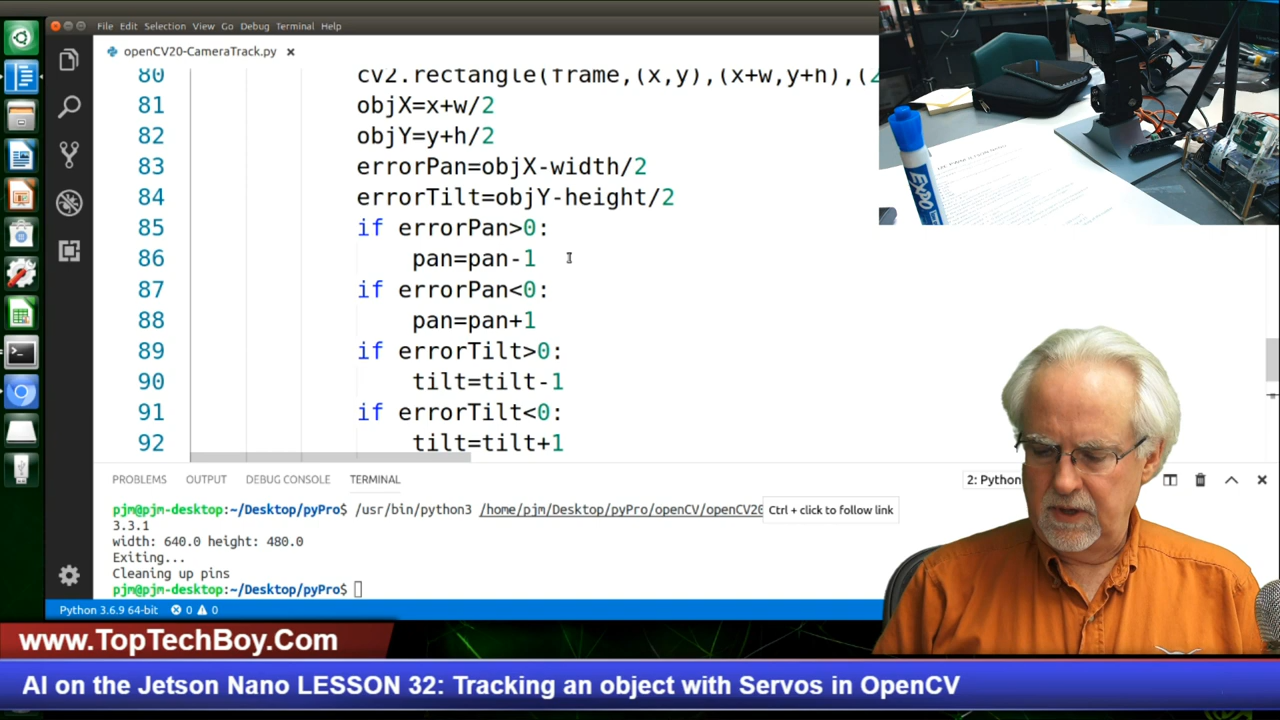 File Edit Selection View Go Debug Terminal Help
openCV20-CameraTrack.py
80 cv2.rectangle(frame,(x,y),(x+w,y+h),(2
81 objX=x+w/2
82 objY=y+h/2
83 errorPan=objX-width/2
84 errorTilt=objY-height/2
85 if errorPan>0:
86 pan=pan-1
87 if errorPan<0:
88 pan=pan+1
89 if errorTilt>0:
90 tilt=tilt-1
91 if errorTilt<0:
92 tilt=tilt+1
PROBLEMS OUTPUT DEBUG CONSOLE TERMINAL 2: Python
pjm@pjm-desktop:~/Desktop/pyPro$ /usr/bin/python3 /home/pjm/Desktop/pyPro/openCV/openCV20 Ctrl + click to follow link
3.3.1
width: 640.0 height: 480.0
Exiting...
Cleaning up pins
pjm@pjm-desktop:~/Desktop/pyPro$
Python 3.6.9 64-bit 0 0
EXPO
www.TopTechBoy.Com
AI on the Jetson Nano LESSON 32: Tracking an object with Servos in OpenCV